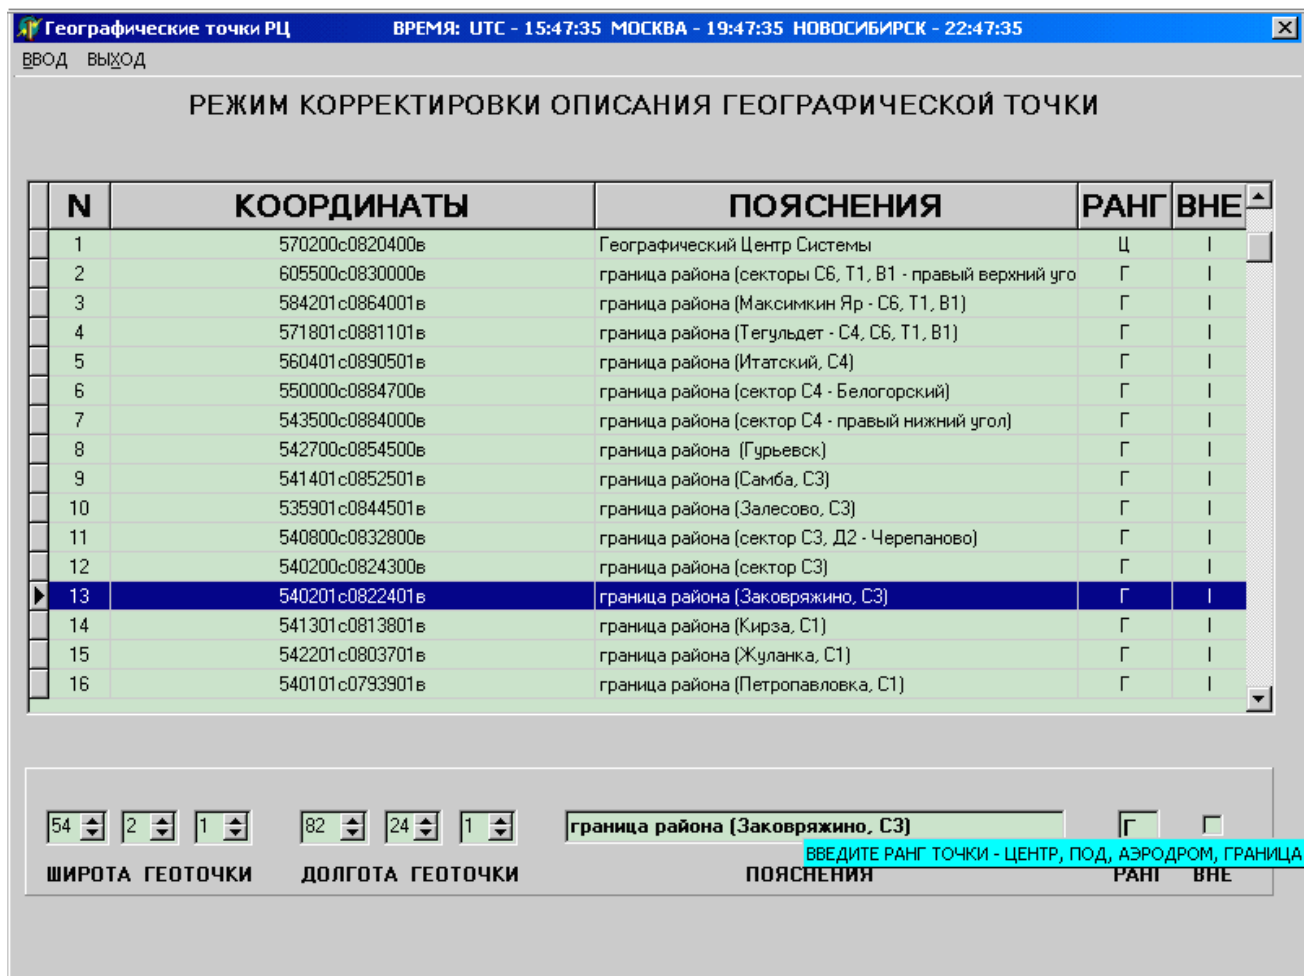 Географические точки РЦ ВРЕМЯ: UTC - 15:47:35 МОСКВА - 19:47:35 НОВОСИБИРСК - 22:47:35
ВВОД ВЫХОД
РЕЖИМ КОРРЕКТИРОВКИ ОПИСАНИЯ ГЕОГРАФИЧЕСКОЙ ТОЧКИ
N КООРДИНАТЫ ПОЯСНЕНИЯ РАНГ ВНЕ
1 570200с0820400в Географический Центр Системы Ц I
2 605500с0830000в граница района (секторы С6, Т1, В1 - правый верхний уго Г I
3 584201с0864001в граница района (Максимкин Яр - С6, Т1, В1) Г I
4 571801с0881101в граница района (Тегульдет - С4, С6, Т1, В1) Г I
5 560401с0890501в граница района (Итатский, С4) Г I
6 550000с0884700в граница района (сектор С4 - Белогорский) Г I
7 543500с0884000в граница района (сектор С4 - правый нижний угол) Г I
8 542700с0854500в граница района (Гурьевск) Г I
9 541401с0852501в граница района (Самба, С3) Г I
10 535901с0844501в граница района (Залесово, С3) Г I
11 540800с0832800в граница района (сектор С3, Д2 - Черепаново) Г I
12 540200с0824300в граница района (сектор С3) Г I
13 540201с0822401в граница района (Заковряжино, С3) Г I
14 541301с0813801в граница района (Кирза, С1) Г I
15 542201с0803701в граница района (Жуланка, С1) Г I
16 540101с0793901в граница района (Петропавловка, С1) Г I
54 2 1 82 24 1 граница района (Заковряжино, С3) Г
ВВЕДИТЕ РАНГ ТОЧКИ - ЦЕНТР, ПОД, АЭРОДРОМ, ГРАНИЦА
ШИРОТА ГЕОТОЧКИ ДОЛГОТА ГЕОТОЧКИ ПОЯСНЕНИЯ РАНГ ВНЕ